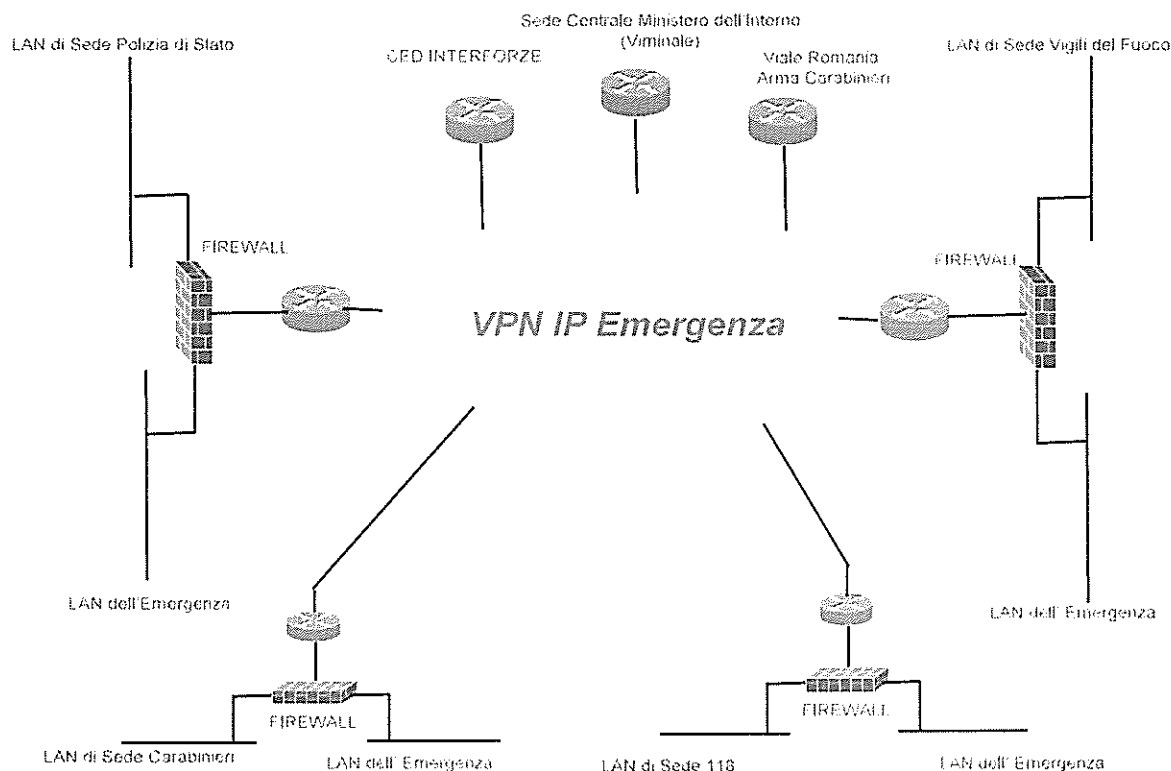 Sede Centrale Ministero dell'Interno
(Viminale)
LAN di Sede Polizia di Stato
CED INTERFORZE
Viale Romania
Arma Carabinieri
LAN di Sede Vigili del Fuoco
FIREWALL
FIREWALL
VPN IP Emergenza
LAN dell'Emergenza
LAN dell' Emergenza
FIREWALL
FIREWALL
LAN di Sede Carabinieri
LAN dell' Emergenza
LAN di Sede 118
LAN dell' Emergenza